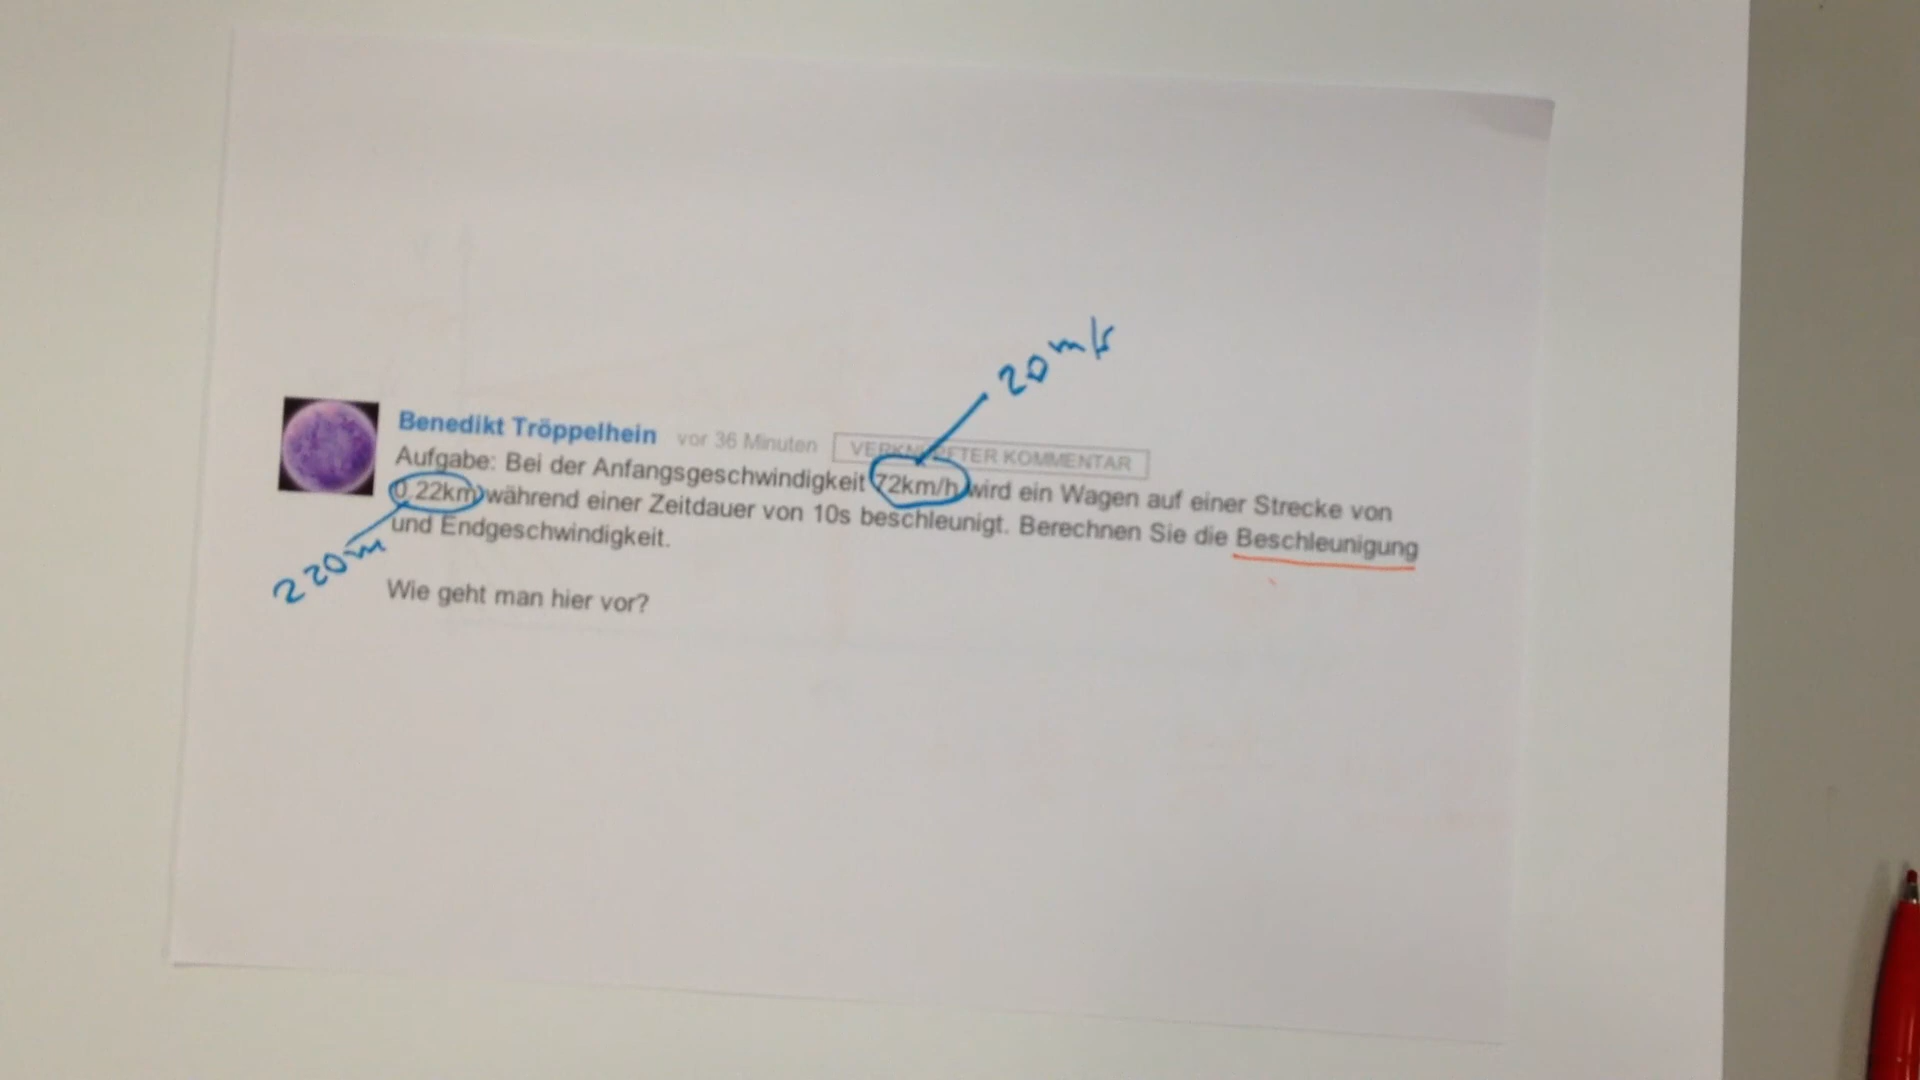 20 m/s
Benedikt Tröppelhein vor 36 Minuten VERKNÜPFTER KOMMENTAR
Aufgabe: Bei der Anfangsgeschwindigkeit 72km/h wird ein Wagen auf einer Strecke von
0,22km während einer Zeitdauer von 10s beschleunigt. Berechnen Sie die Beschleunigung
und Endgeschwindigkeit.
220m
Wie geht man hier vor?